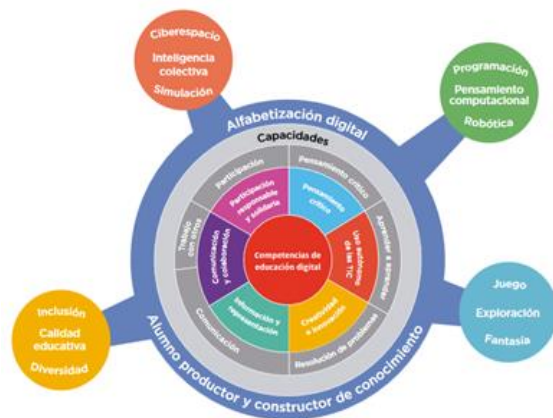 Ciberespacio
Inteligencia
colectiva
Simulación
Programación
Pensamiento
computacional
Robótica
Alfabetización digital
Capacidades
Participación
Pensamiento crítico
Trabajo
con otros
Aprender a aprender
Comunicación
Resolución de problemas
Participación
responsable
y solidaria
Pensamiento
crítico
Comunicación
y colaboración
Uso autónomo
de las TIC
Información y
representación
Creatividad
e innovación
Competencias de
educación digital
Inclusión
Calidad
educativa
Diversidad
Juego
Exploración
Fantasía
Alumno productor y constructor de conocimiento